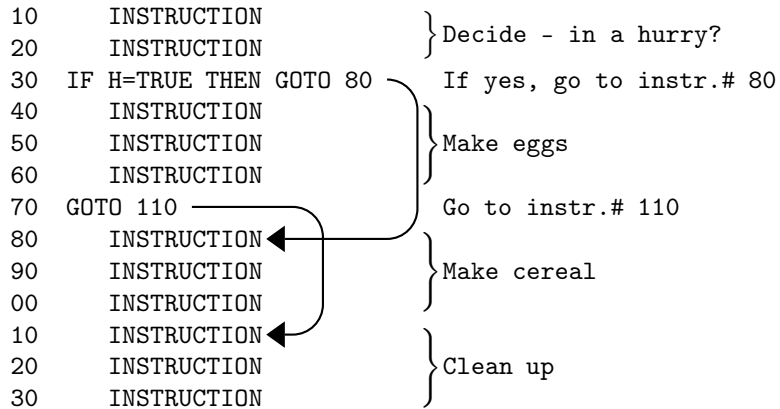 10 INSTRUCTION
20 INSTRUCTION Decide - in a hurry?
30 IF H=TRUE THEN GOTO 80 If yes, go to instr.# 80
40 INSTRUCTION
50 INSTRUCTION Make eggs
60 INSTRUCTION
70 GOTO 110 Go to instr.# 110
80 INSTRUCTION
90 INSTRUCTION Make cereal
00 INSTRUCTION
10 INSTRUCTION
20 INSTRUCTION Clean up
30 INSTRUCTION